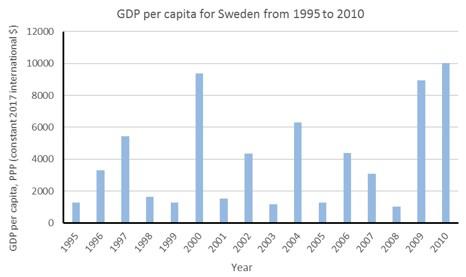 GDP per capita for Sweden from 1995 to 2010
GDP per capita, PPP (constant 2017 international $)
12000
10000
8000
6000
4000
2000
0
1995 1996 1997 1998 1999 2000 2001 2002 2003 2004 2005 2006 2007 2008 2009 2010
Year